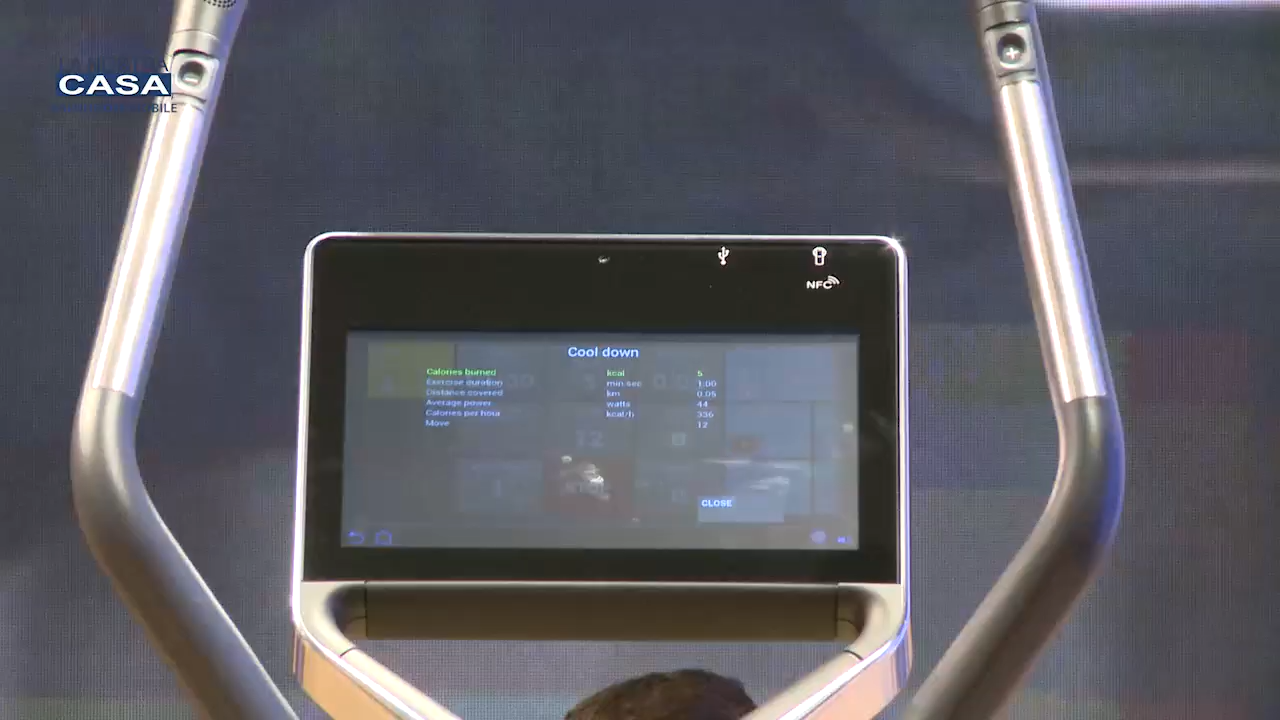 CASA
NFC
Cool down
Calories burned kcal 5
Exercise duration min:sec 1:00
Distance covered km 0.05
Average power watts 44
Calories per hour kcal/h 336
Move 12
12
CLOSE